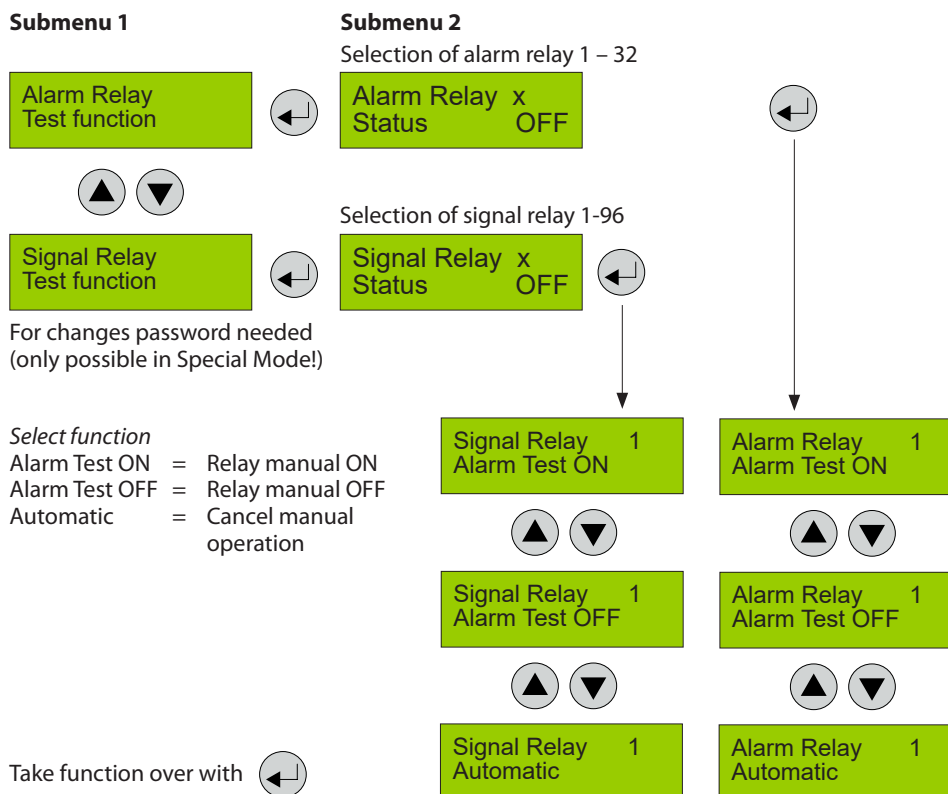 Submenu 1
Submenu 2
Selection of alarm relay 1 – 32
Alarm Relay
Test function
Alarm Relay x
Status OFF
Selection of signal relay 1-96
Signal Relay
Test function
Signal Relay x
Status OFF
For changes password needed
(only possible in Special Mode!)
Select function
Alarm Test ON = Relay manual ON
Alarm Test OFF = Relay manual OFF
Automatic = Cancel manual
operation
Signal Relay 1
Alarm Test ON
Alarm Relay 1
Alarm Test ON
Signal Relay 1
Alarm Test OFF
Alarm Relay 1
Alarm Test OFF
Signal Relay 1
Automatic
Alarm Relay 1
Automatic
Take function over with